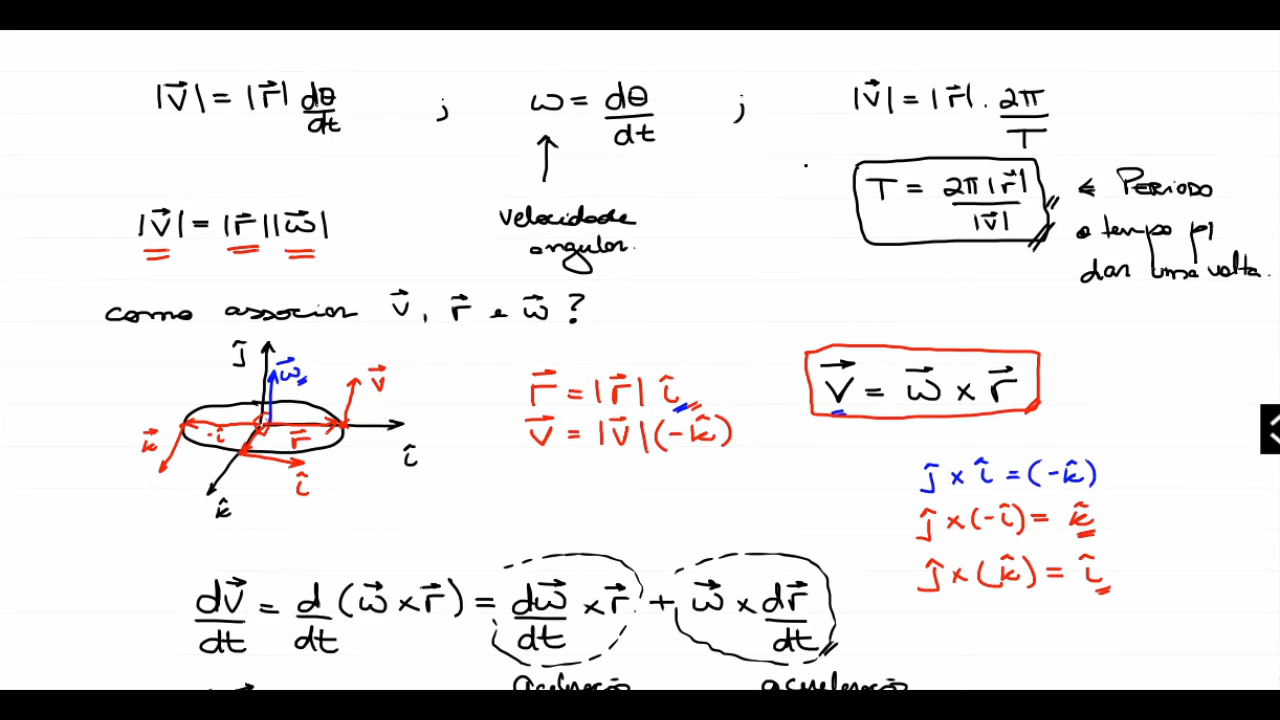 |v⃗| = |r⃗| dθ/dt ; ω = dθ/dt ; |v⃗| = |r⃗| . 2π/T
T = 2π|r⃗|/|v⃗| ← PERIODO
o tempo p/
dar uma volta.
velocidade
angular.
|v⃗| = |r⃗||ω⃗|
como associar v⃗, r⃗ e ω⃗ ?
ĵ ω⃗ v⃗
k⃗ -î r⃗ î
î
k̂
r⃗ = |r⃗| î
v⃗ = |v⃗|(-k̂)
v⃗ = ω⃗ × r⃗
ĵ × î = (-k̂)
ĵ × (-î) = k̂
ĵ × (k̂) = î
dv⃗/dt = d/dt (ω⃗ × r⃗) = dω⃗/dt × r⃗ + ω⃗ × dr⃗/dt